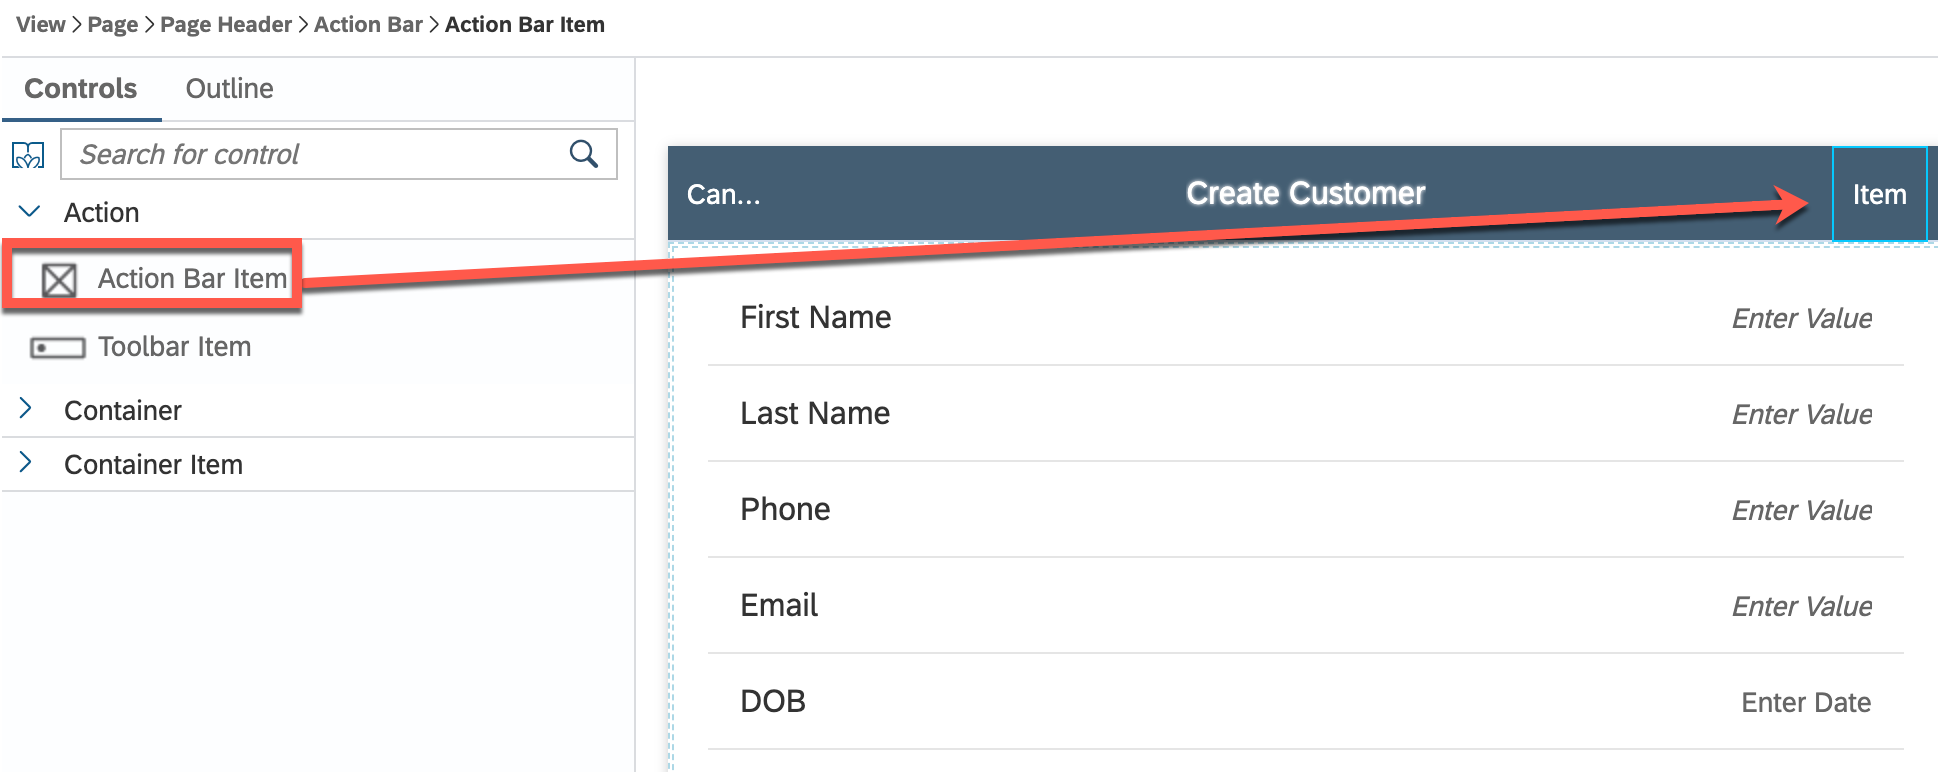 View > Page > Page Header > Action Bar > Action Bar Item
Controls Outline
Search for control
Action
Action Bar Item
Toolbar Item
Container
Container Item
Can... Create Customer Item
First Name Enter Value
Last Name Enter Value
Phone Enter Value
Email Enter Value
DOB Enter Date